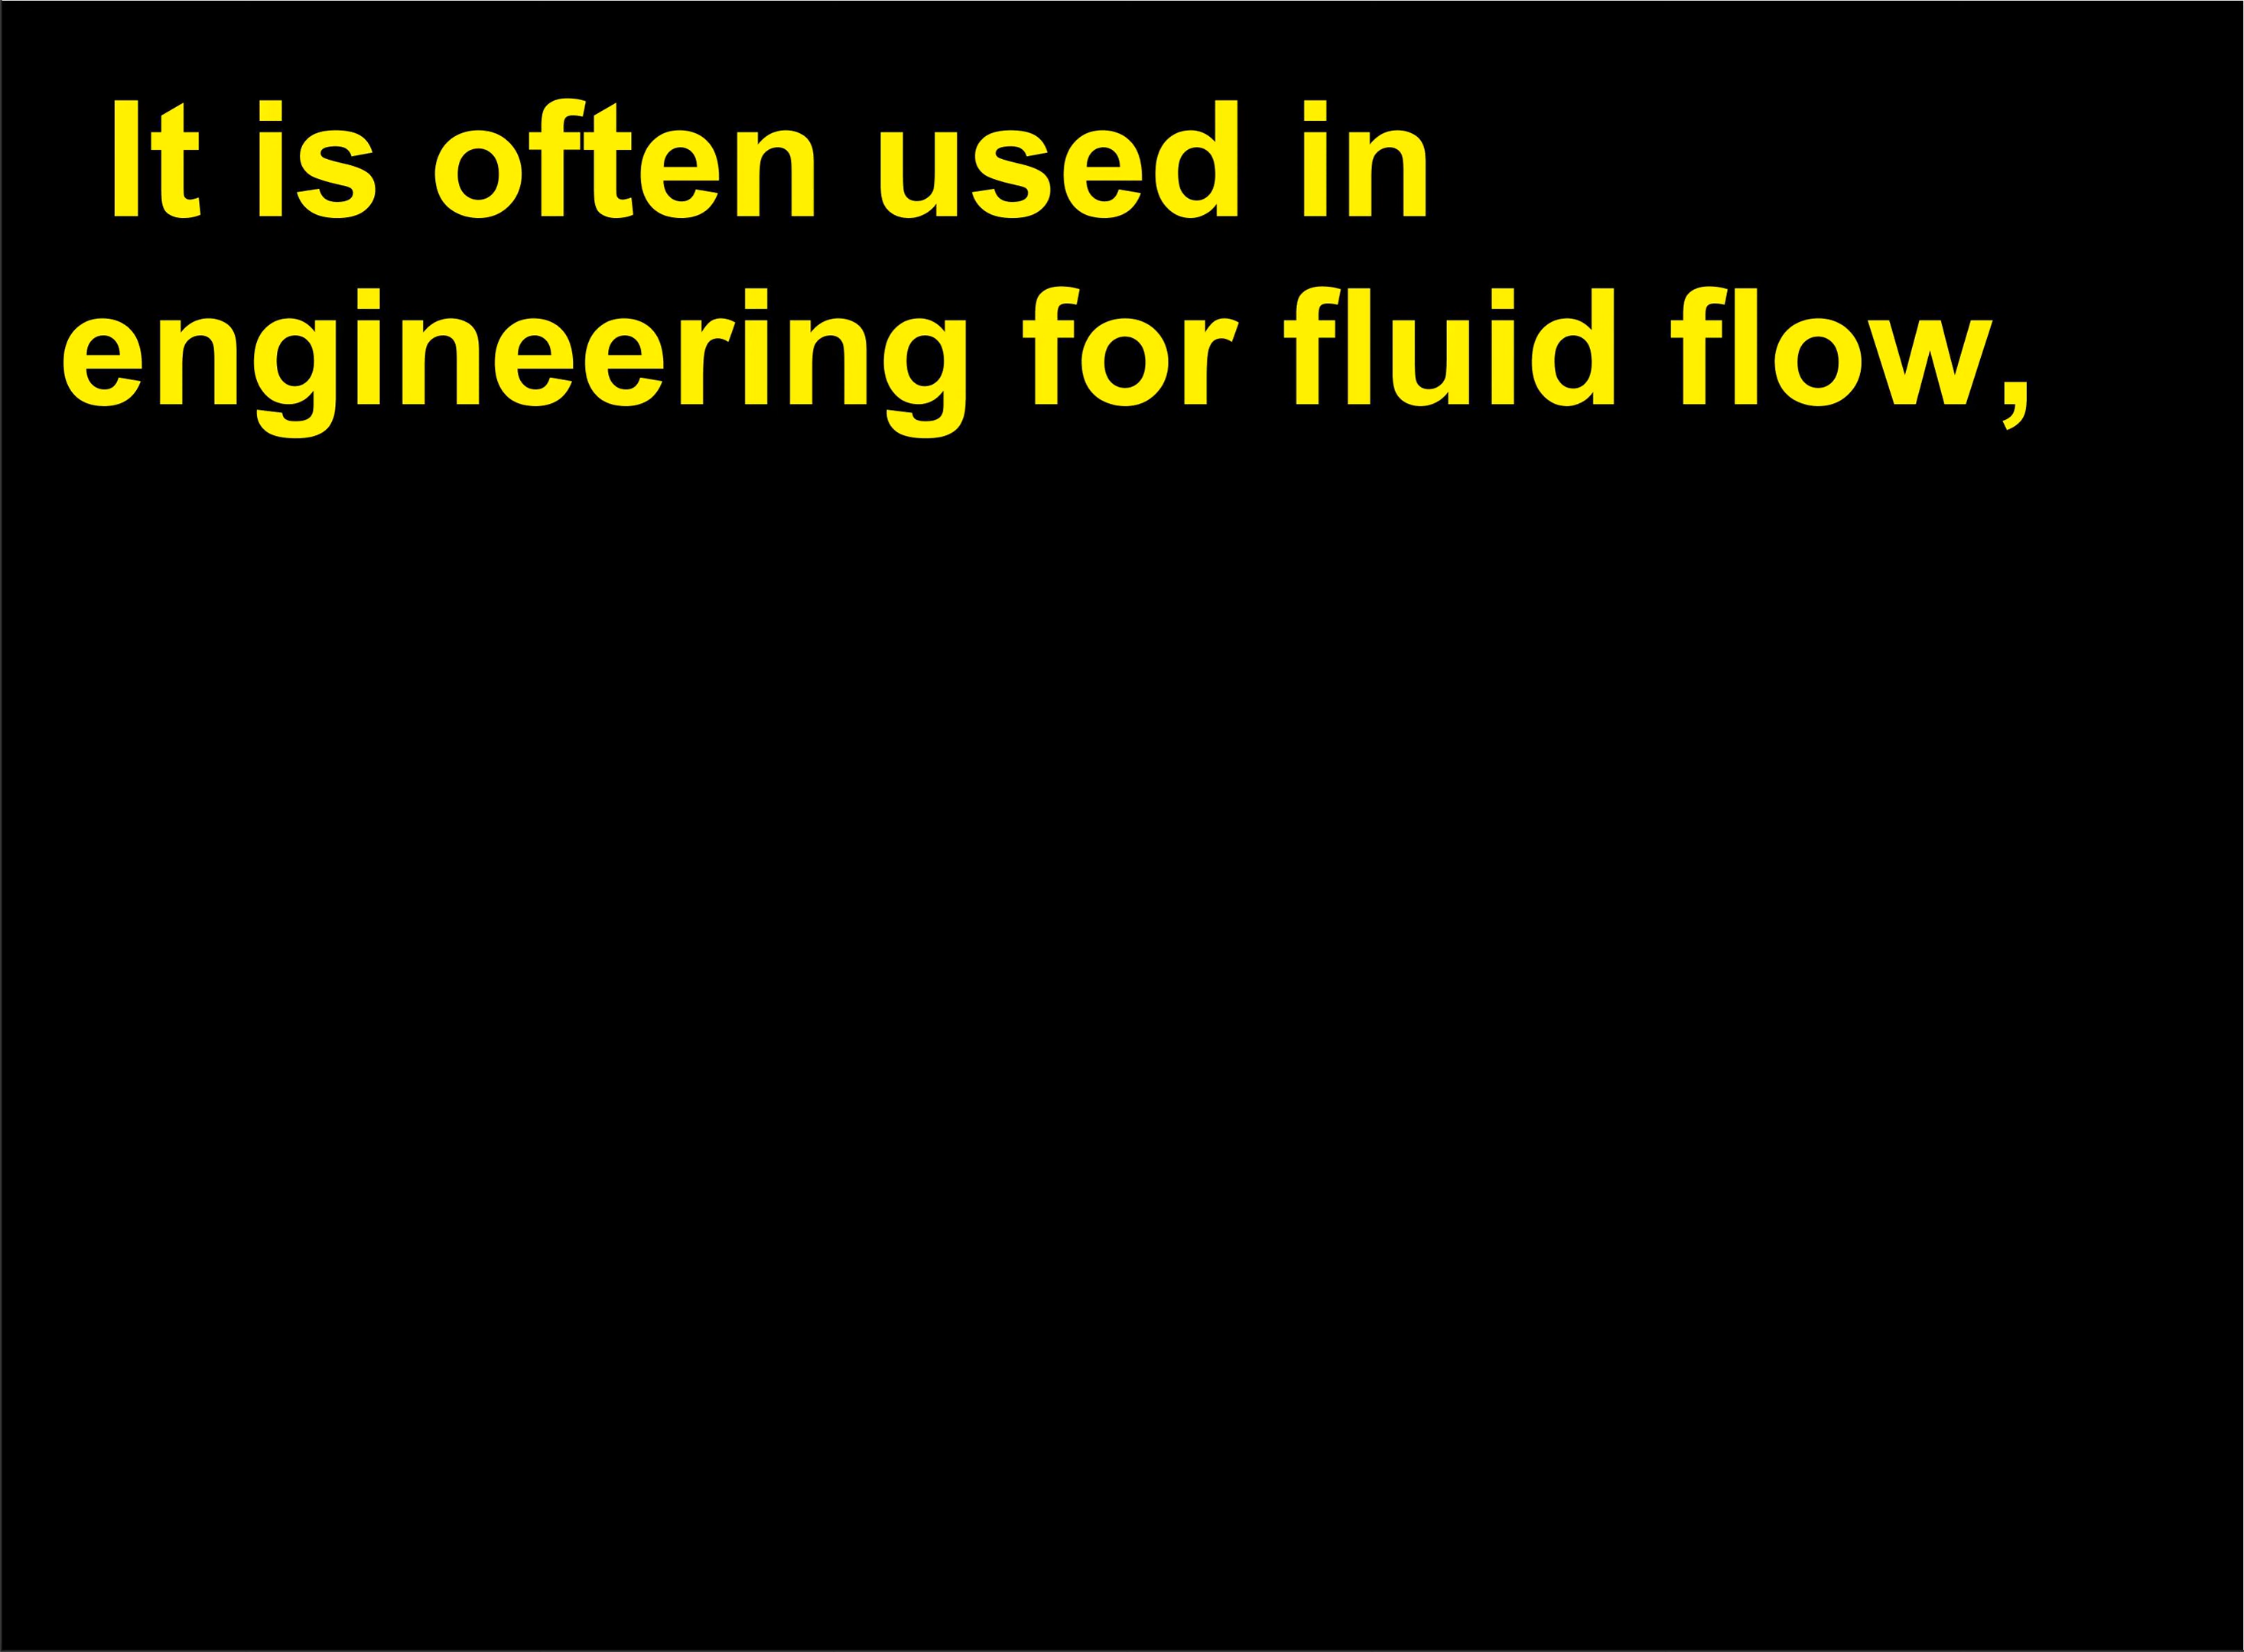 It is often used in
engineering for fluid flow,